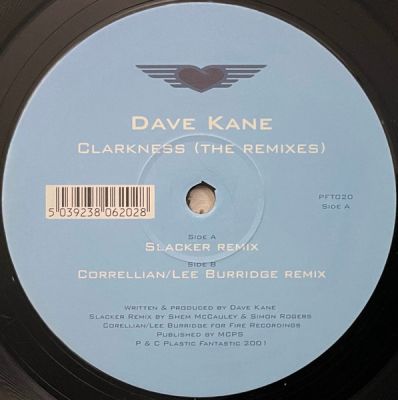 Dave Kane
Clarkness (the remixes)
5 039238 062028
PFT020
Side A
Side A
Slacker remix
Side B
Correllian/Lee Burridge remix
Written & produced by Dave Kane
Slacker Remix by Shem McCauley & Simon Rogers
Corellian/Lee Burridge for Fire Recordings
Published by MCPS
P & C Plastic Fantastic 2001